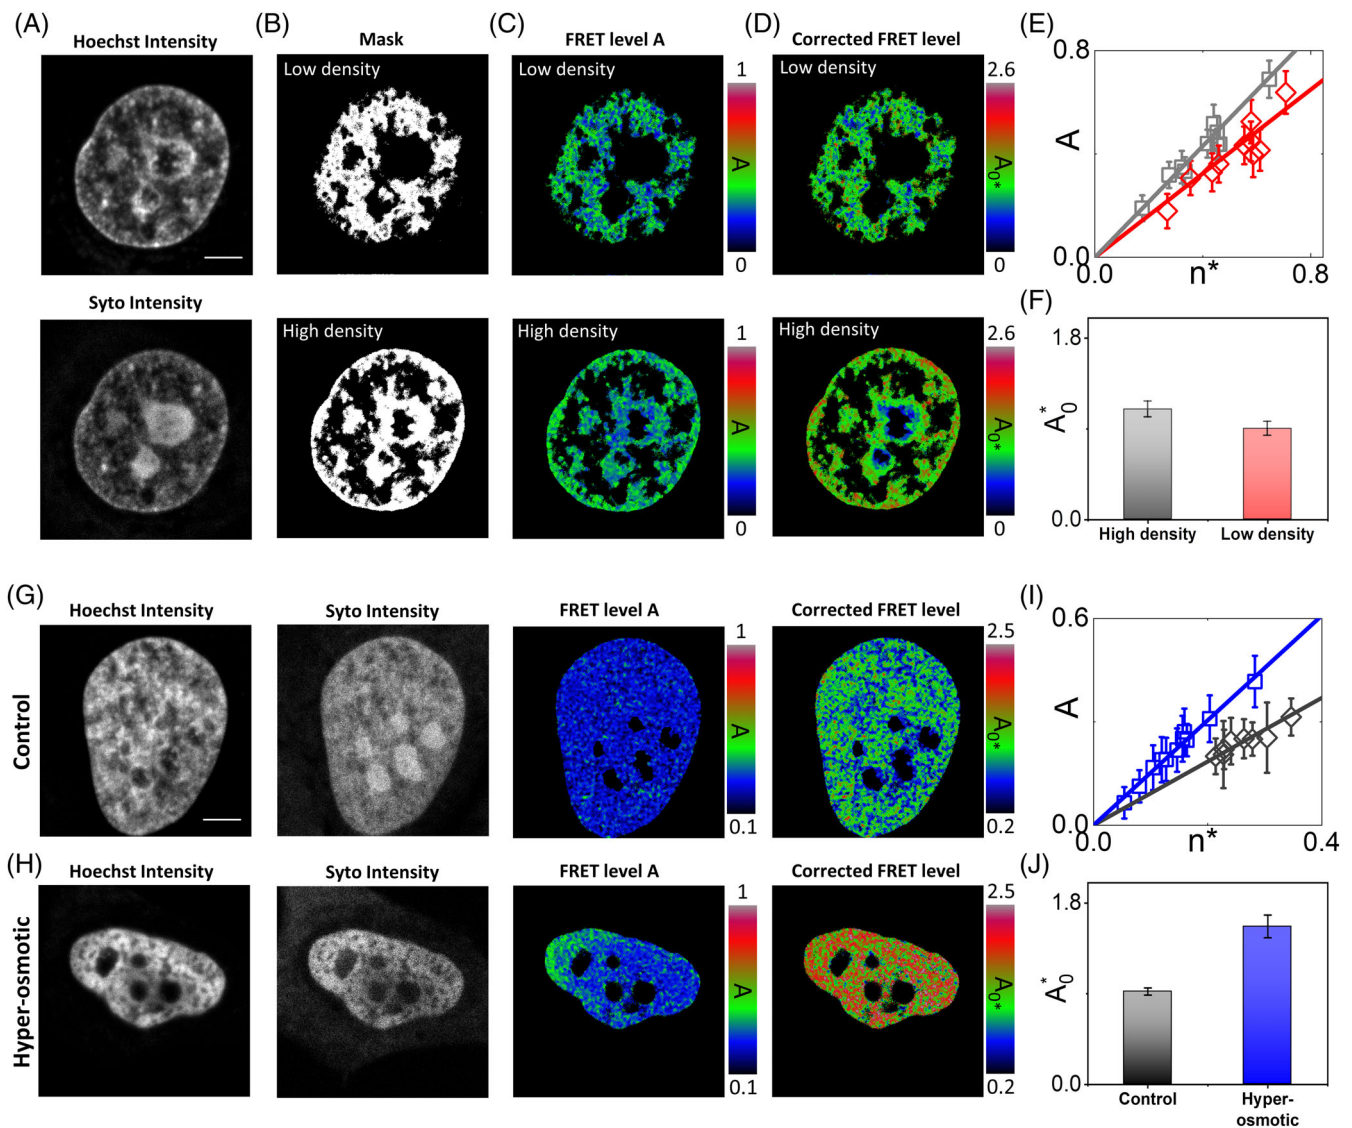 (A)
Hoechst Intensity
(B)
Mask
Low density
(C)
FRET level A
Low density
1
A
0
(D)
Corrected FRET level
Low density
2.6
A0*
0
(E)
0.8
A
0.0
0.0
n*
0.8
Syto Intensity
High density
High density
1
A
0
High density
2.6
A0*
0
(F)
1.8
A0*
0.0
High density
Low density
(G)
Control
Hoechst Intensity
Syto Intensity
FRET level A
1
A
0.1
Corrected FRET level
2.5
A0*
0.2
(I)
0.6
A
0.0
0.0
n*
0.4
(H)
Hyper-osmotic
Hoechst Intensity
Syto Intensity
FRET level A
1
A
0.1
Corrected FRET level
2.5
A0*
0.2
(J)
1.8
A0*
0.0
Control
Hyper-
osmotic